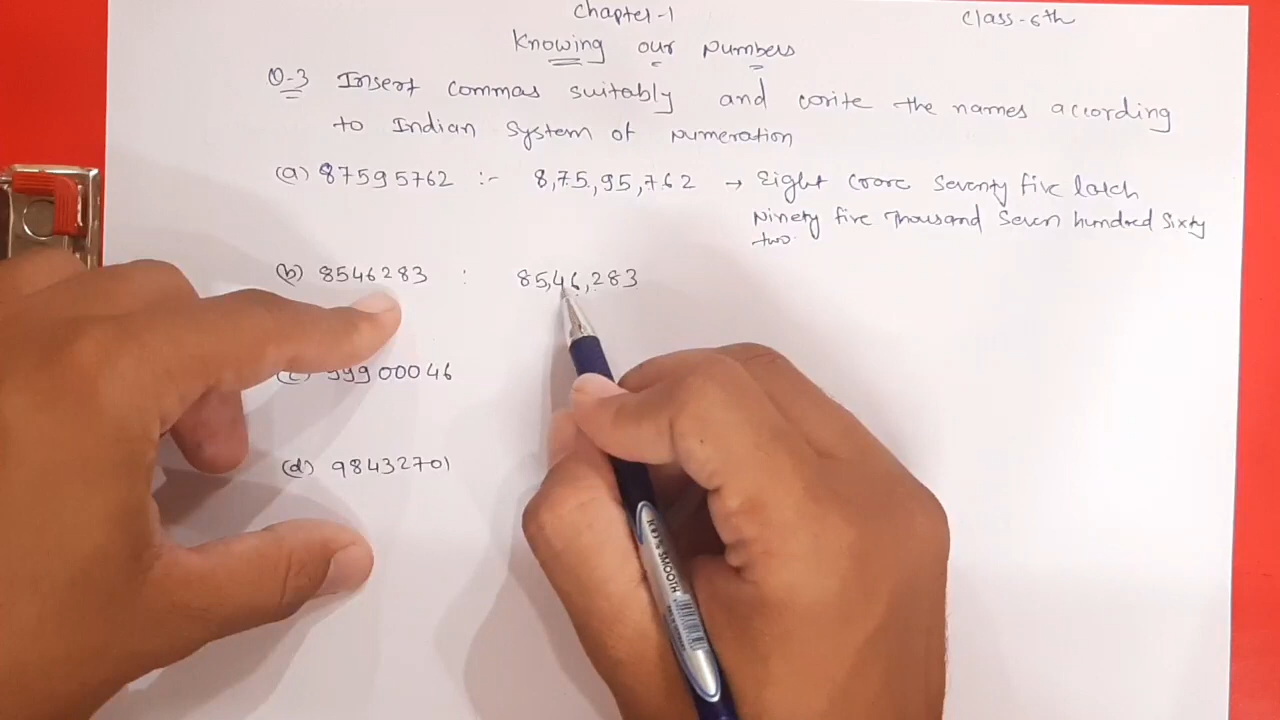 Chapter-1
Class-6th
Knowing our numbers
Q-3 Insert commas suitably and write the names according
to Indian System of numeration
(a) 87595762 :- 8,75,95,762 → Eight crore seventy five lakh
Ninety five Thousand Seven hundred Sixty
two.
(b) 8546283 : 85,46,283
(c) 99900046
(d) 98432701
100% SMOOTH